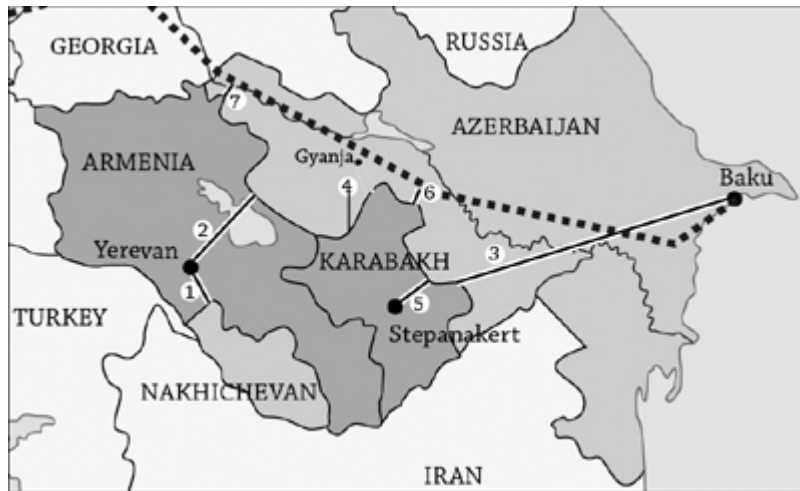 RUSSIA
GEORGIA
7
AZERBAIJAN
ARMENIA
Gyanja
Baku
4
6
2
Yerevan
KARABAKH
3
1
5
TURKEY
Stepanakert
NAKHICHEVAN
IRAN